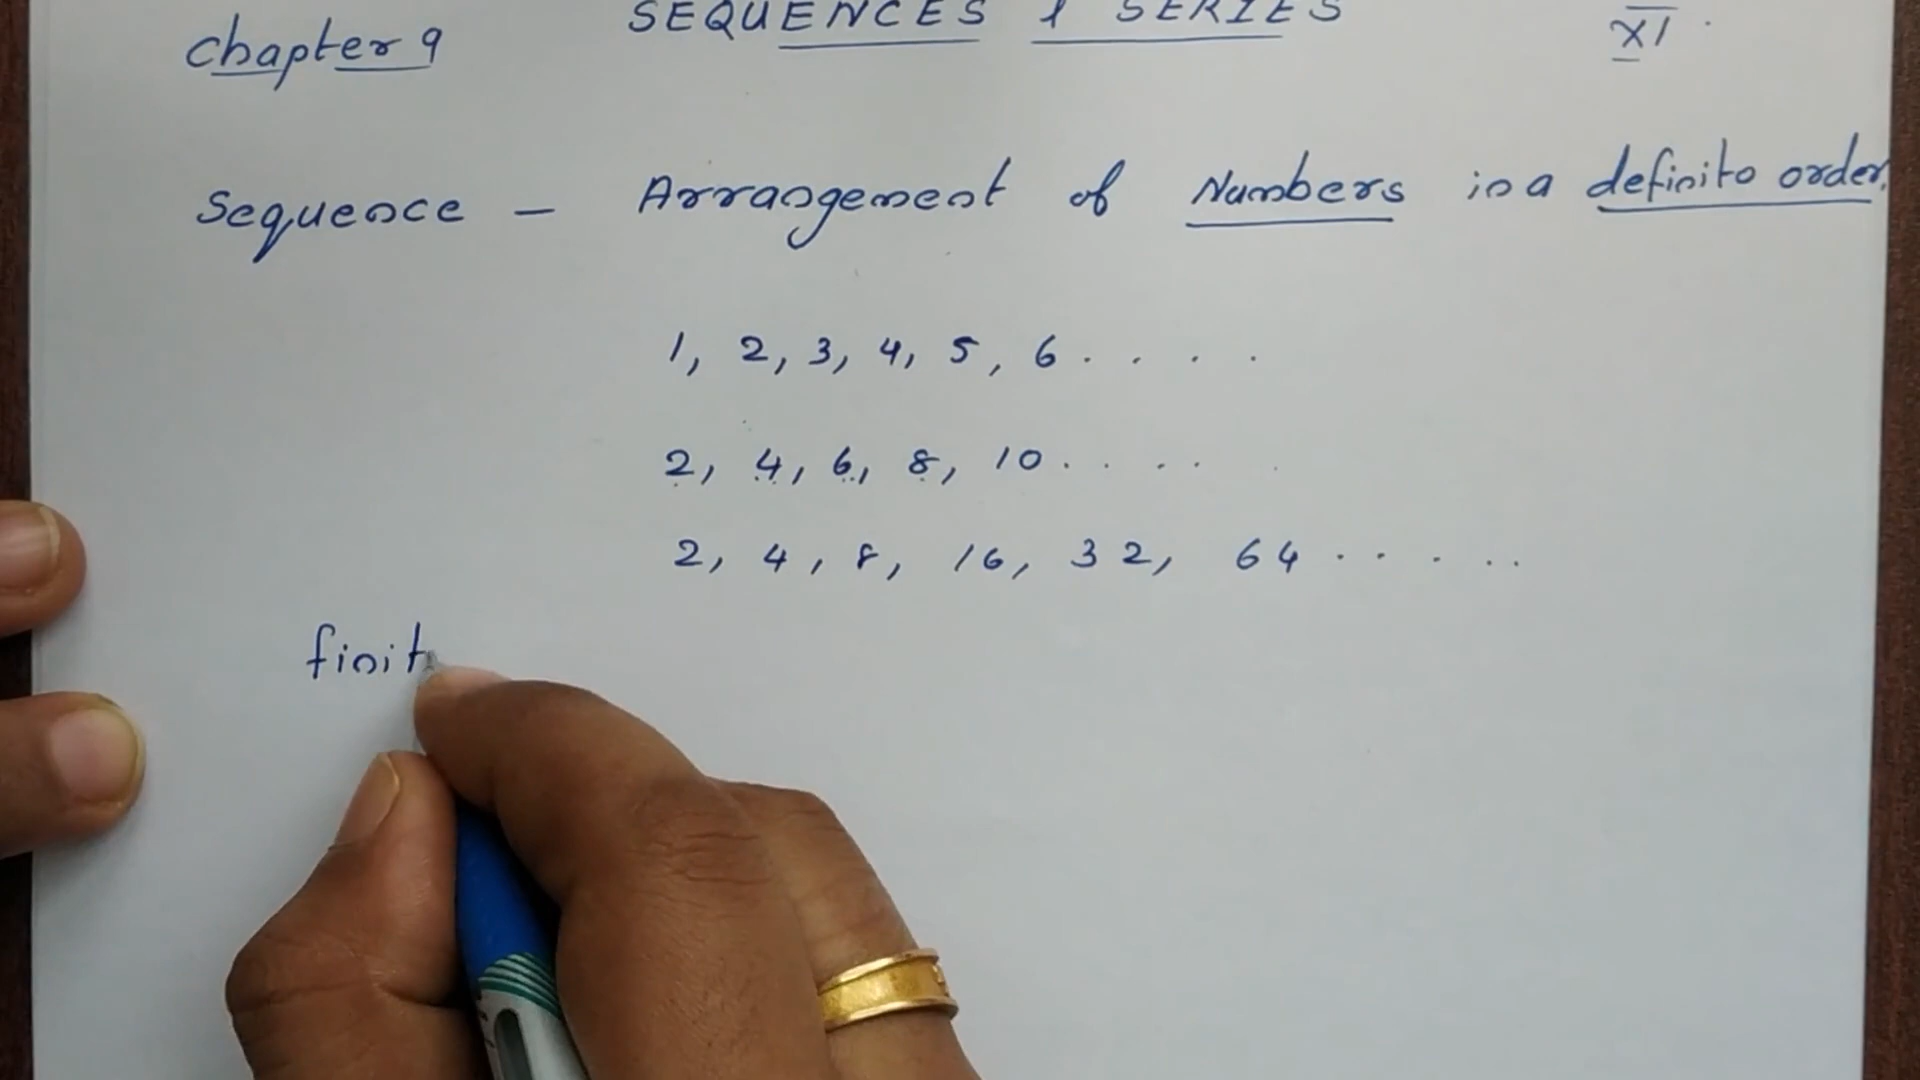 Chapter 9 SEQUENCES & SERIES XI
Sequence - Arrangement of Numbers in a definite order.
1, 2, 3, 4, 5, 6 . . . .
2, 4, 6, 8, 10 . . . .
2, 4, 8, 16, 32, 64 . . . . .
finit